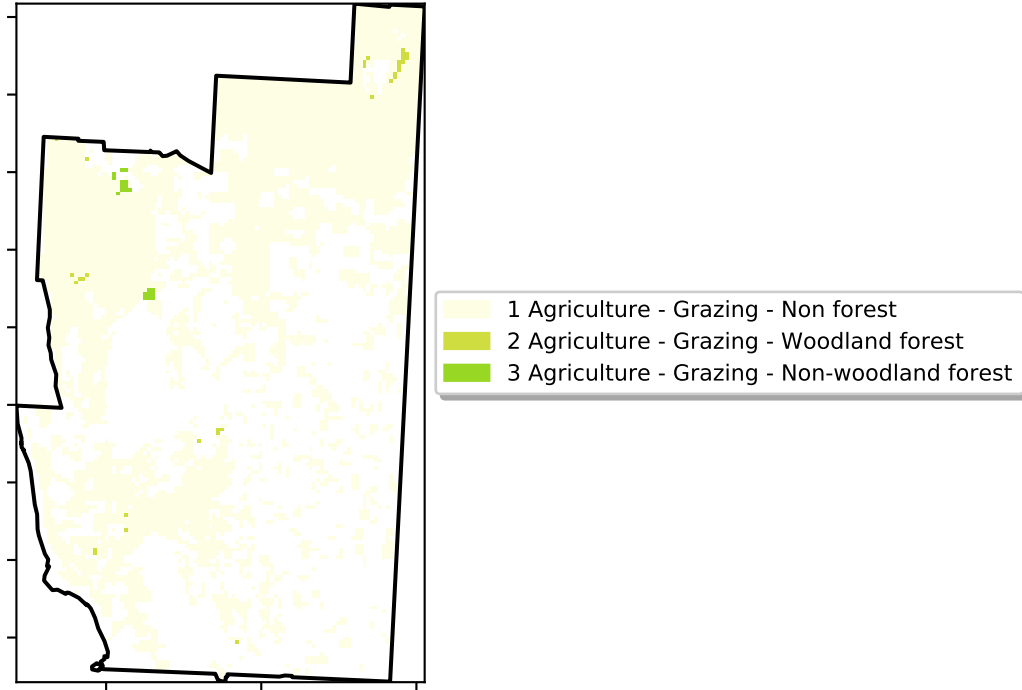 1 Agriculture - Grazing - Non forest
2 Agriculture - Grazing - Woodland forest
3 Agriculture - Grazing - Non-woodland forest